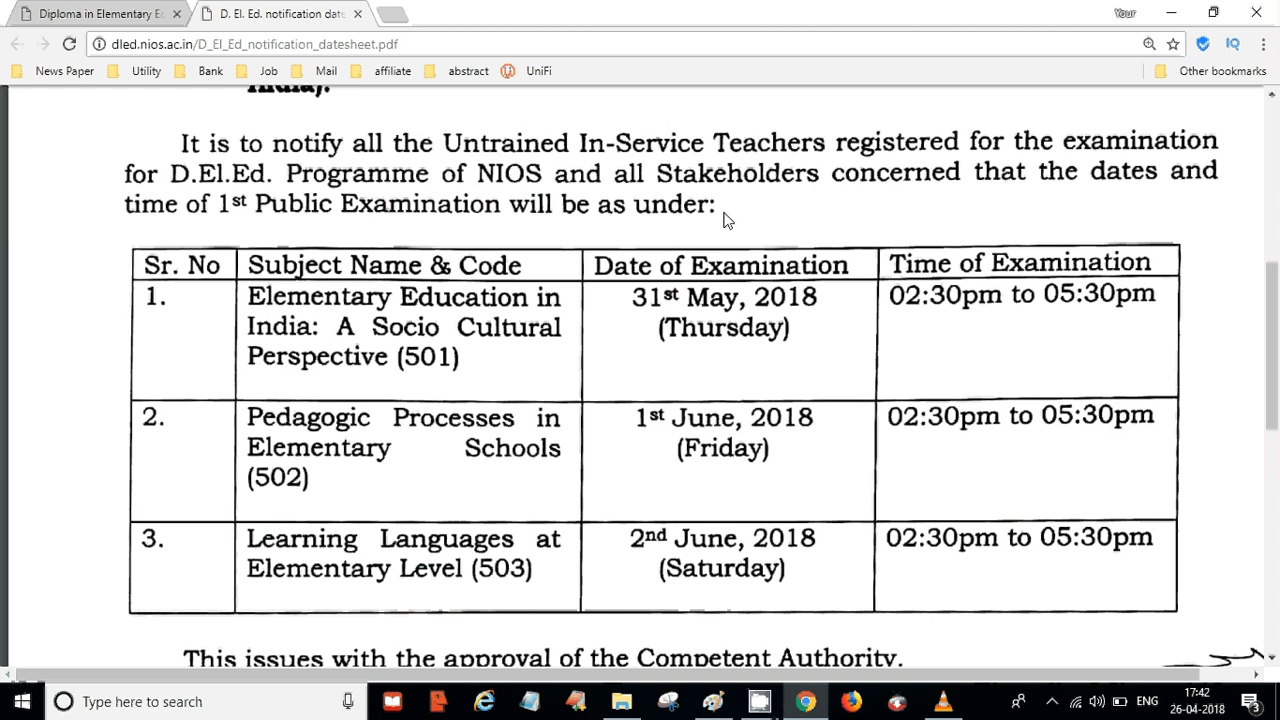 Diploma in Elementary Ed
D. El. Ed. notification date
Your
dled.nios.ac.in/D_El_Ed_notification_datesheet.pdf
IQ
News Paper
Utility
Bank
Job
Mail
affiliate
abstract
UniFi
Other bookmarks
India).
It is to notify all the Untrained In-Service Teachers registered for the examination
for D.El.Ed. Programme of NIOS and all Stakeholders concerned that the dates and
time of 1st Public Examination will be as under:
Sr. No Subject Name & Code Date of Examination Time of Examination
1. Elementary Education in 31st May, 2018 02:30pm to 05:30pm
India: A Socio Cultural (Thursday)
Perspective (501)
2. Pedagogic Processes in 1st June, 2018 02:30pm to 05:30pm
Elementary Schools (Friday)
(502)
3. Learning Languages at 2nd June, 2018 02:30pm to 05:30pm
Elementary Level (503) (Saturday)
This issues with the approval of the Competent Authority.
Type here to search
ENG
17:42
26-04-2018
3